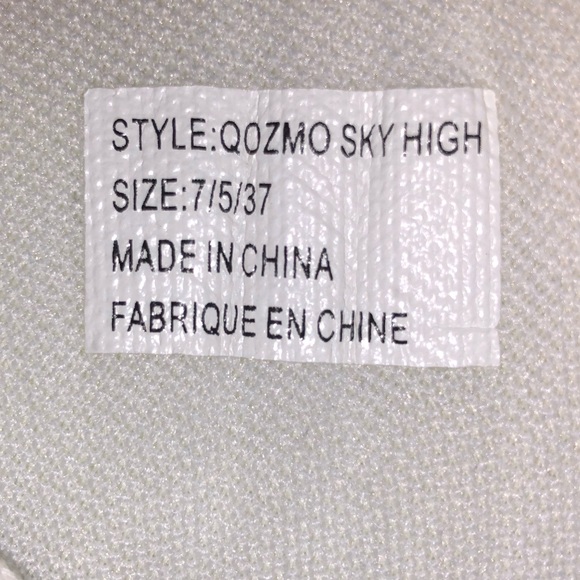 STYLE:QOZMO SKY HIGH
SIZE:7/5/37
MADE IN CHINA
FABRIQUE EN CHINE